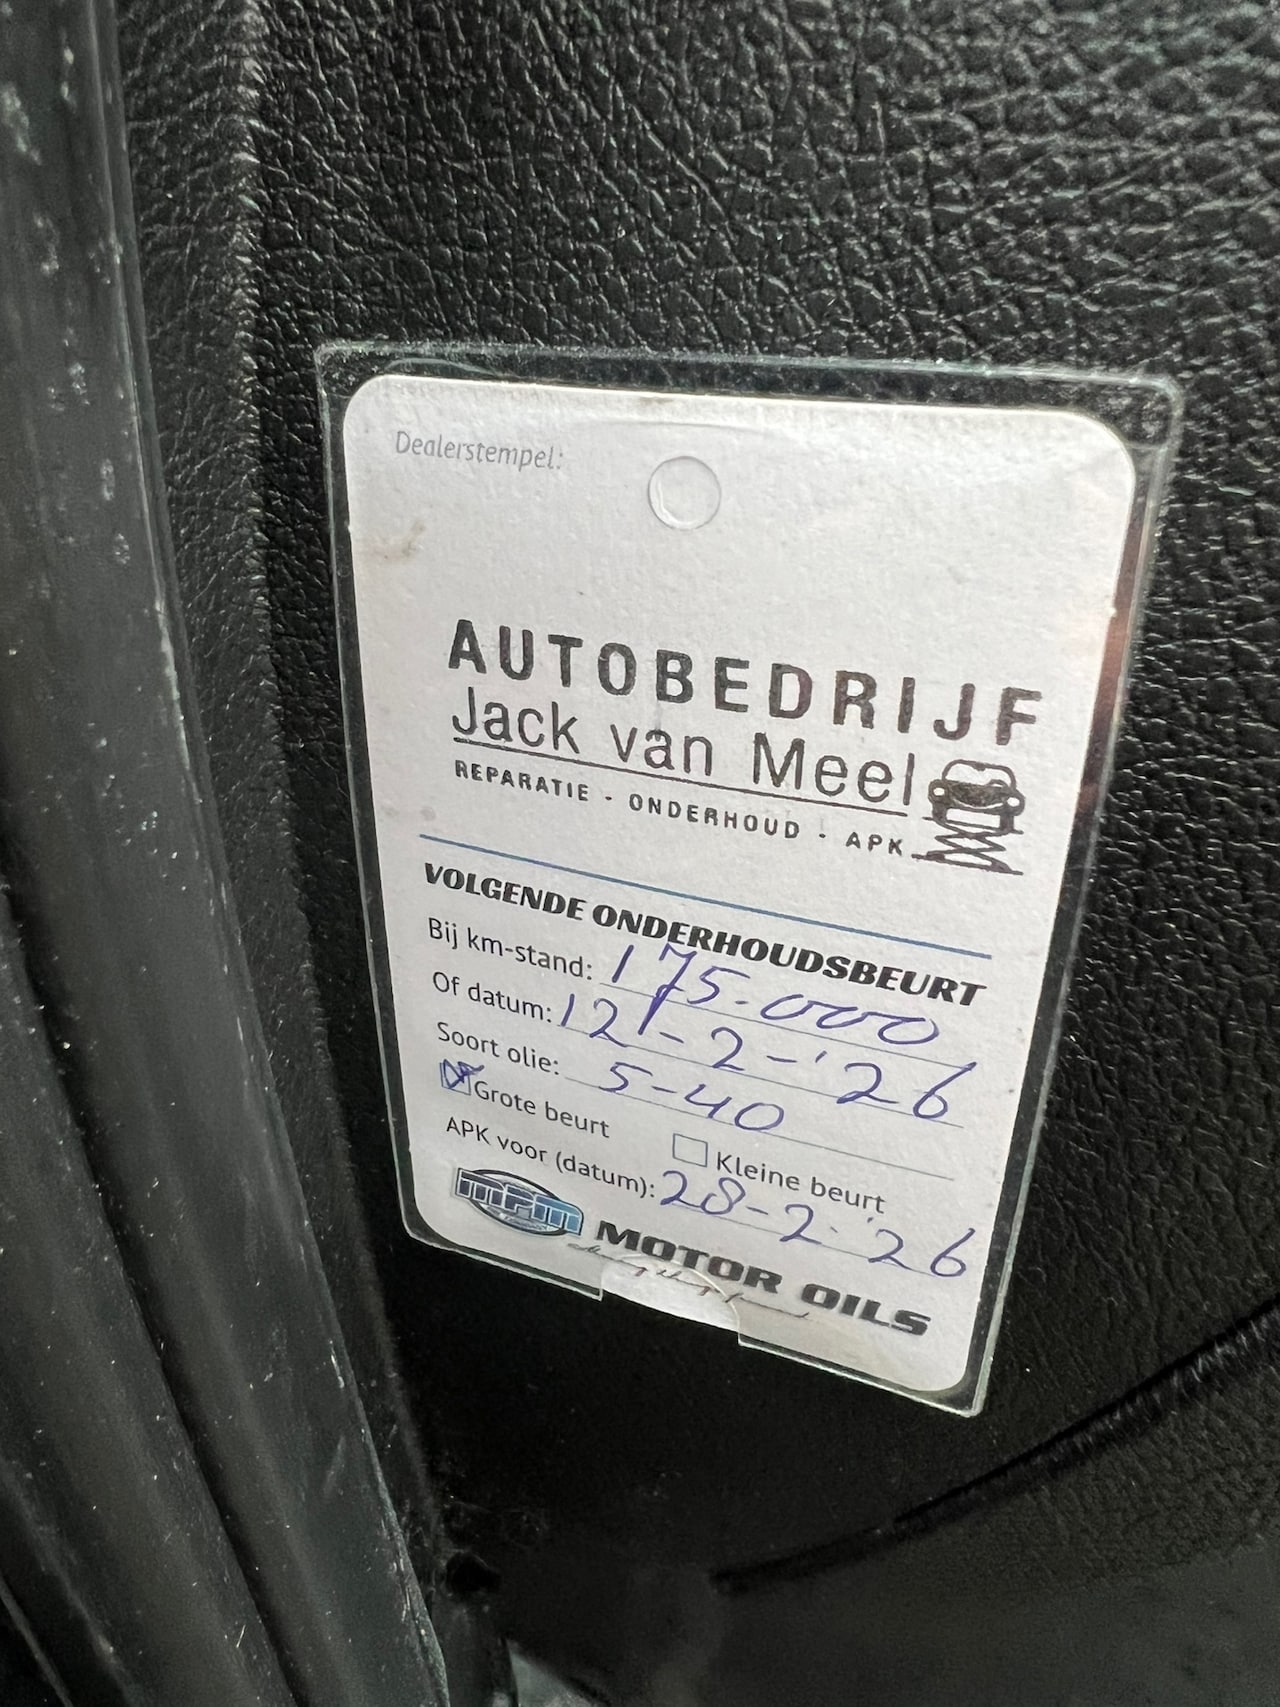 Dealerstempel:
AUTOBEDRIJF
Jack van Meel
REPARATIE - ONDERHOUD - APK
VOLGENDE ONDERHOUDSBEURT
Bij km-stand: 175.000
Of datum: 12-2-'26
Soort olie: 5-40
Grote beurt Kleine beurt
APK voor (datum): 28-2-'26
MPM MOTOR OILS